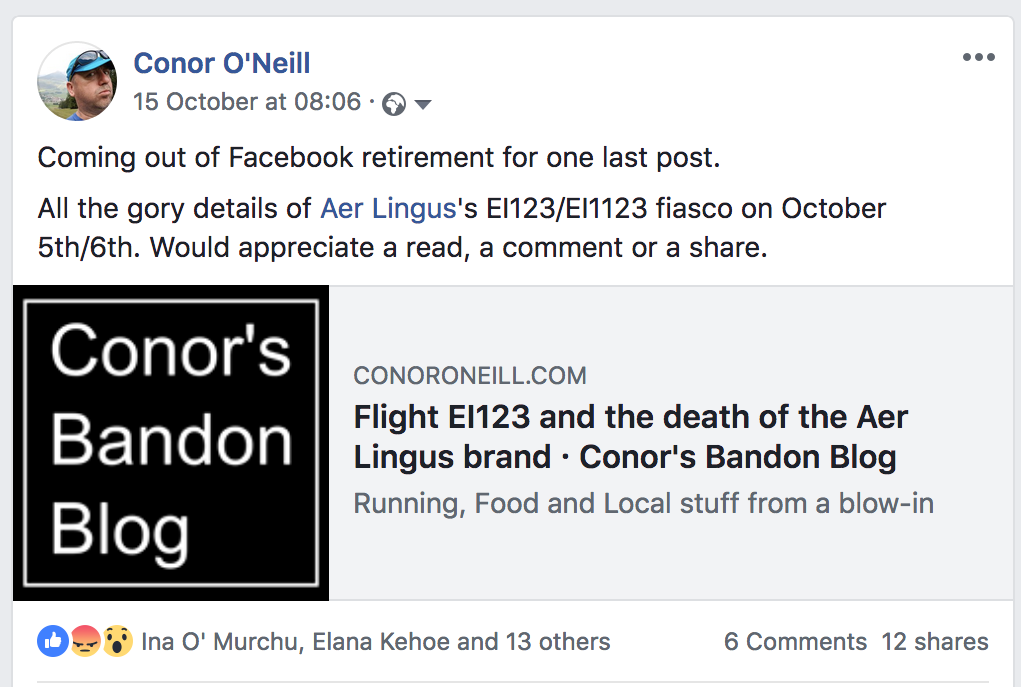 Conor O'Neill
15 October at 08:06 ·
Coming out of Facebook retirement for one last post.
All the gory details of Aer Lingus's EI123/EI1123 fiasco on October
5th/6th. Would appreciate a read, a comment or a share.
Conor's
Bandon
Blog
CONORONEILL.COM
Flight EI123 and the death of the Aer
Lingus brand · Conor's Bandon Blog
Running, Food and Local stuff from a blow-in
Ina O' Murchu, Elana Kehoe and 13 others
6 Comments 12 shares